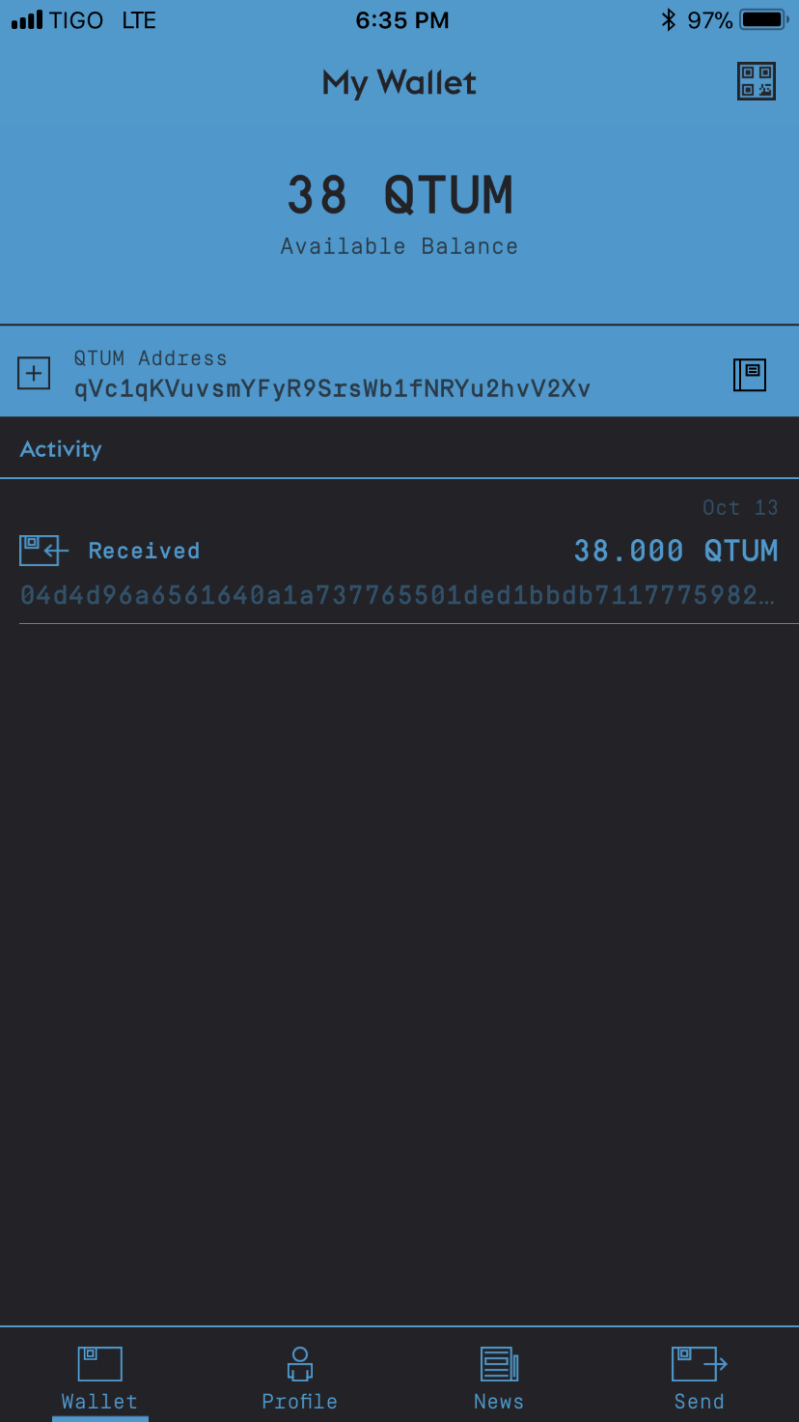 TIGO LTE 6:35 PM 97%
My Wallet
38 QTUM
Available Balance
QTUM Address
qVc1qKVuvsmYFyR9SrsWb1fNRYu2hvV2Xv
Activity
Oct 13
Received 38.000 QTUM
04d4d96a6561640a1a737765501ded1bbdb7117775982…
Wallet Profile News Send